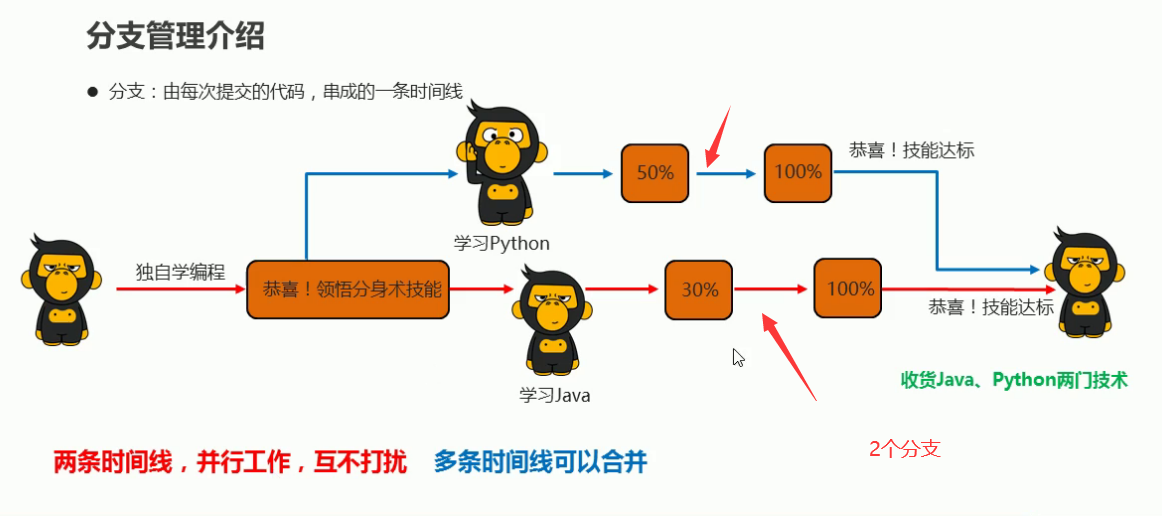 分支管理介绍
● 分支：由每次提交的代码，串成的一条时间线
50%
100%
恭喜！技能达标
学习Python
独自学编程
恭喜！领悟分身术技能
30%
100%
恭喜！技能达标
学习Java
收货Java、Python两门技术
2个分支
两条时间线，并行工作，互不打扰 多条时间线可以合并